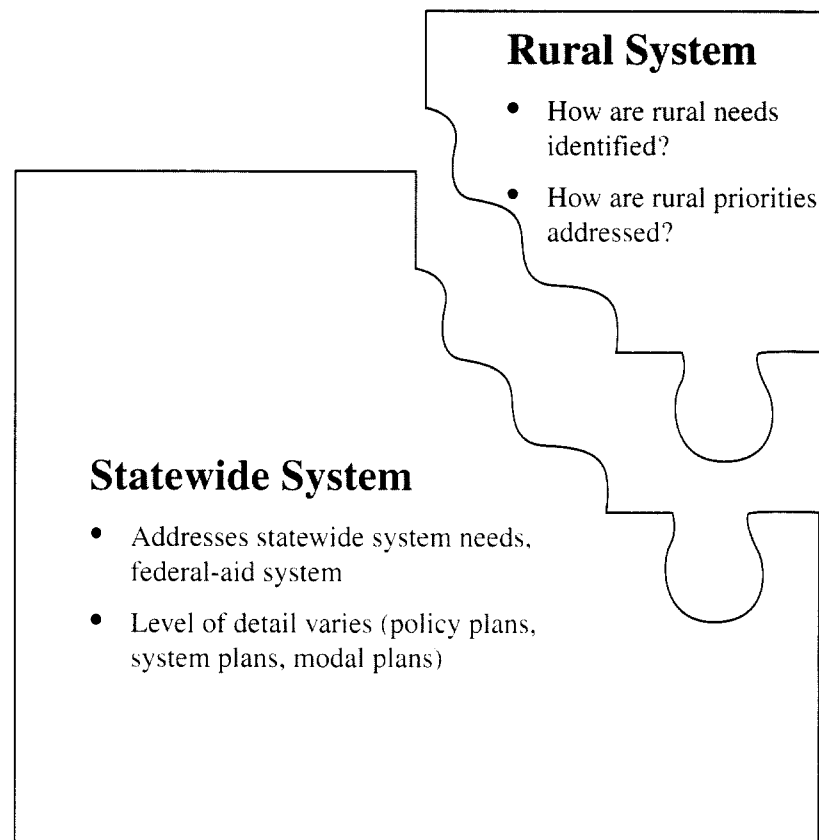 Rural System
• How are rural needs
identified?
• How are rural priorities
addressed?
Statewide System
• Addresses statewide system needs,
federal-aid system
• Level of detail varies (policy plans,
system plans, modal plans)